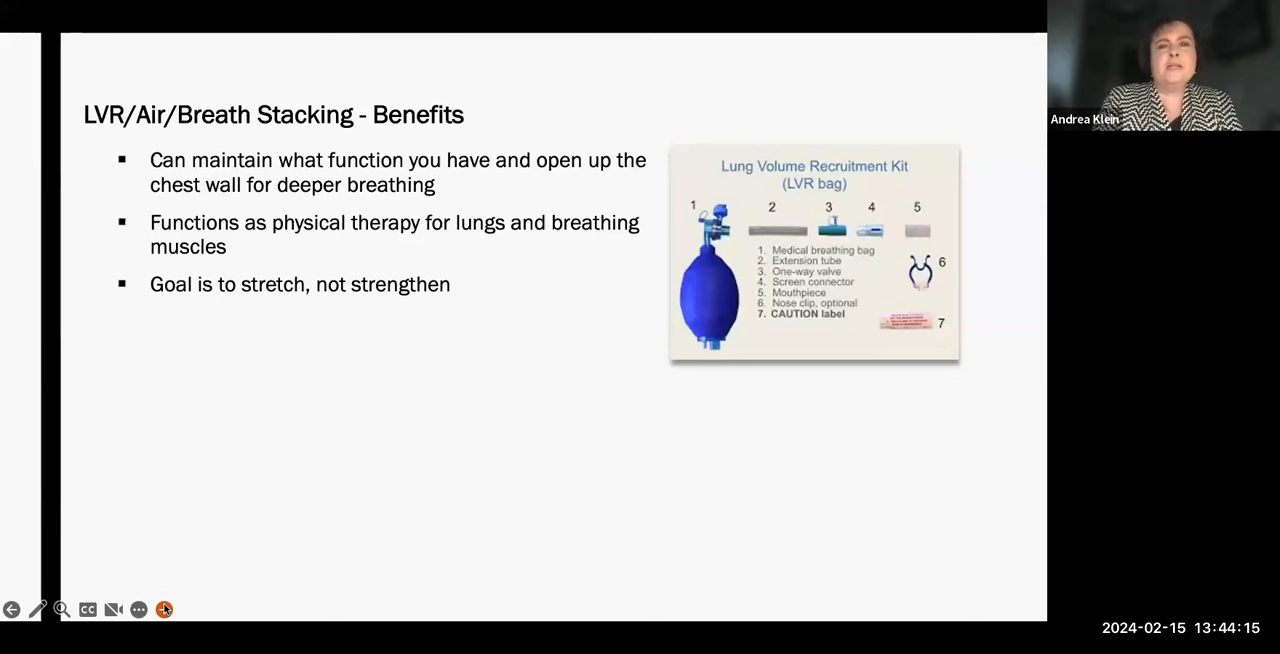 LVR/Air/Breath Stacking - Benefits
▪ Can maintain what function you have and open up the
chest wall for deeper breathing
▪ Functions as physical therapy for lungs and breathing
muscles
▪ Goal is to stretch, not strengthen
Lung Volume Recruitment Kit
(LVR bag)
1 2 3 4 5
1. Medical breathing bag
2. Extension tube
3. One-way valve
4. Screen connector
5. Mouthpiece
6. Nose clip, optional
7. CAUTION label
6
7
Andrea Klein
CC
2024-02-15 13:44:15